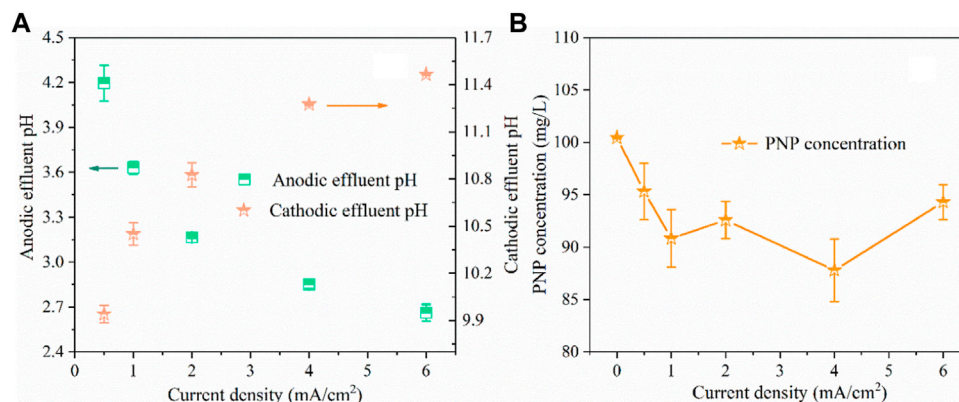 A
Anodic effluent pH
4.5
4.2
3.9
3.6
3.3
3.0
2.7
2.4
11.7
11.4
11.1
10.8
10.5
10.2
9.9
Cathodic effluent pH
Anodic effluent pH
Cathodic effluent pH
0 1 2 3 4 5 6
Current density (mA/cm²)
B
PNP concentration (mg/L)
110
105
100
95
90
85
80
PNP concentration
0 1 2 3 4 5 6
Current density (mA/cm²)